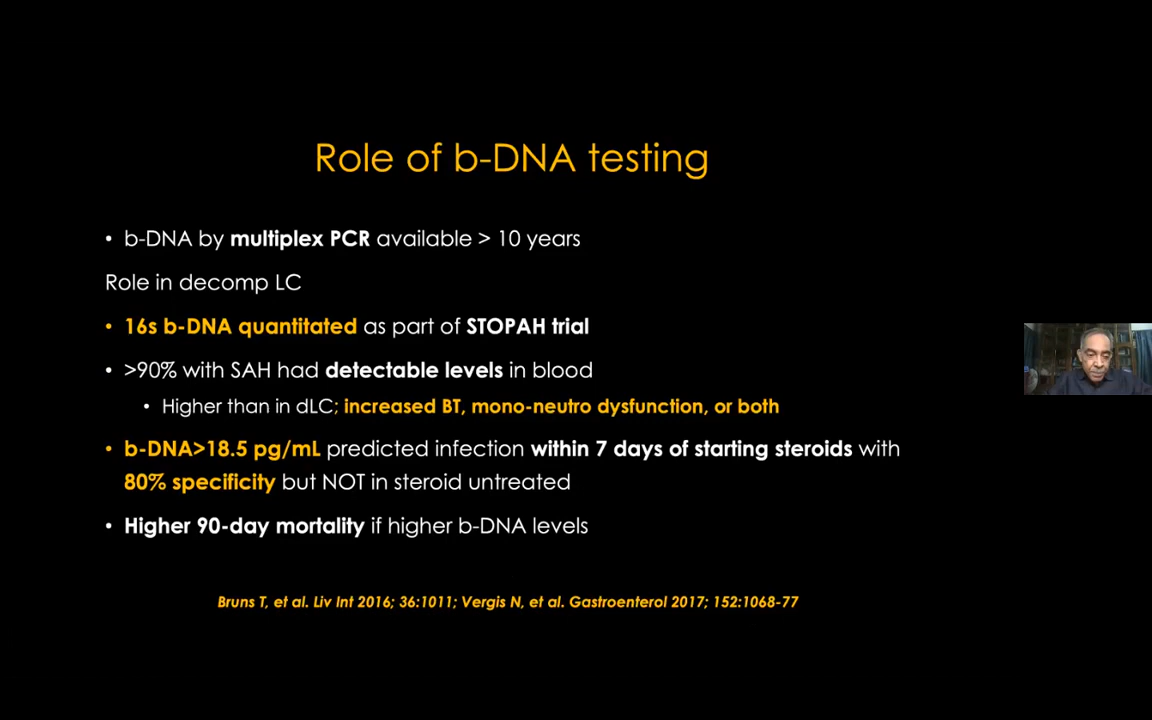 Role of b-DNA testing
• b-DNA by multiplex PCR available > 10 years
Role in decomp LC
• 16s b-DNA quantitated as part of STOPAH trial
• >90% with SAH had detectable levels in blood
• Higher than in dLC; increased BT, mono-neutro dysfunction, or both
• b-DNA>18.5 pg/mL predicted infection within 7 days of starting steroids with
80% specificity but NOT in steroid untreated
• Higher 90-day mortality if higher b-DNA levels
Bruns T, et al. Liv Int 2016; 36:1011; Vergis N, et al. Gastroenterol 2017; 152:1068-77